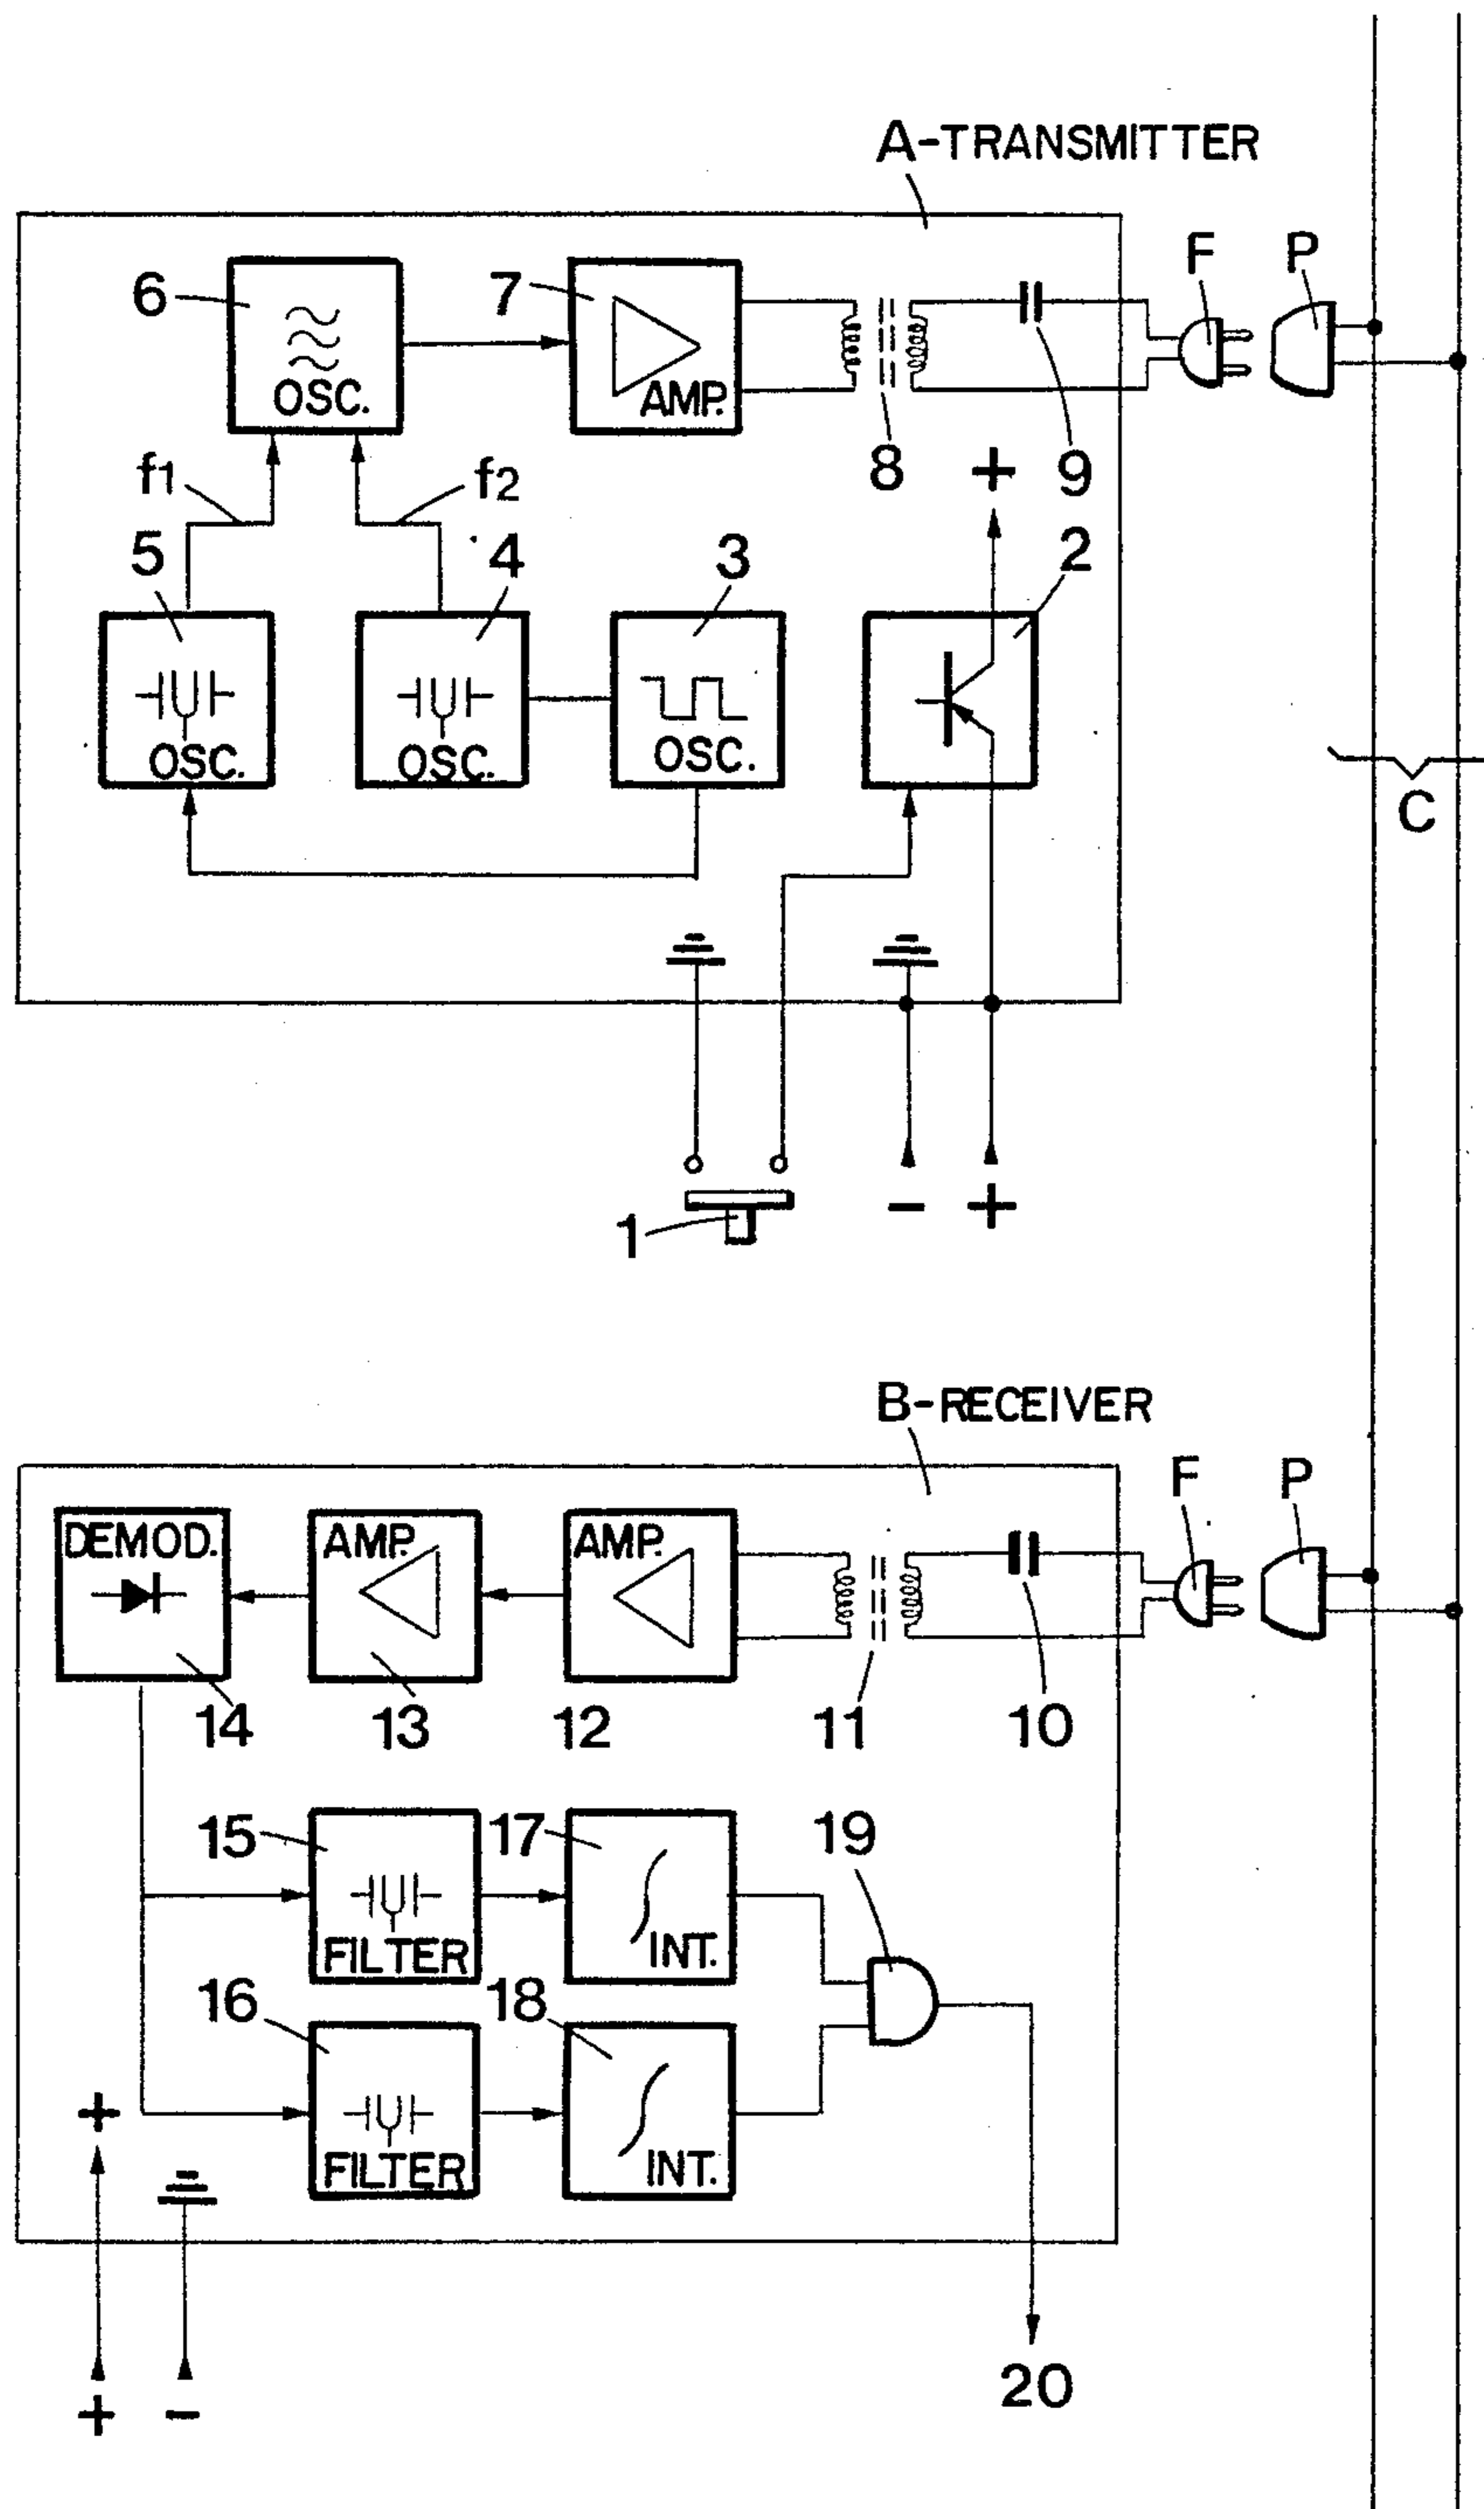 A-TRANSMITTER
F P
6 7
OSC. AMP.
8 + 9
f1 f2
5 4 3 2
OSC. OSC. OSC.
C
1 - +
B-RECEIVER
F P
DEMOD. AMP. AMP.
14 13 12 11 10
15 17 19
FILTER INT.
16 18
+
FILTER INT.
20
+ -